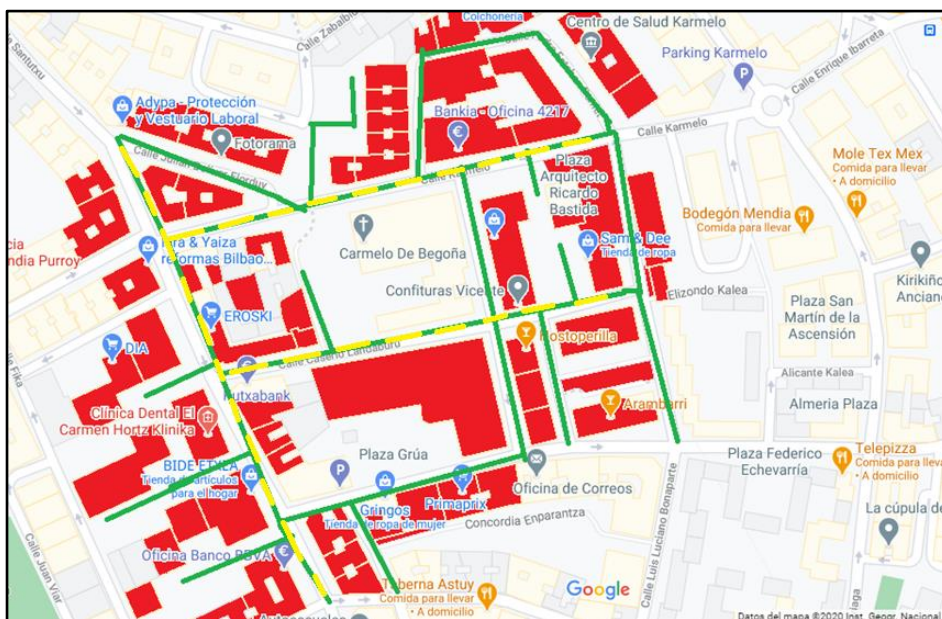 Colchonería
Centro de Salud Karmelo
Parking Karmelo
Calle Enrique Ibarreta
Adypa - Protección
y Vestuario Laboral
Fotorama
Bankia - Oficina 4217
Calle Karmelo
Calle Karmelo
Mole Tex Mex
Comida para llevar
• A domicilio
Plaza
Arquitecto
Ricardo
Bastida
Bodegón Mendia
Comida para llevar
Carmelo De Begoña
reformas Bilbao...
Sam & Dee
Tienda de ropa
Confituras Vicente
Elizondo Kalea
Kirikiño
Plaza San
Martín de la
Ascensión
EROSKI
DIA
Calle Caserío Landaburu
Alicante Kalea
Clínica Dental El
Carmen Hortz Klinika
Arambarri
Almeria Plaza
Plaza Grúa
BIDE ETXEA
Tienda de artículos
para el hogar
Plaza Federico
Echevarría
Telepizza
Comida para llevar
• A domicilio
Gringos
Tienda de ropa de mujer
Primaprix
Oficina de Correos
Concordia Enparantza
La cúpula de
Calle Juan Viar
Oficina Banco BBVA
Calle Luis Luciano Bonaparte
Taberna Astuy
Comida para llevar
• A domicilio
Google
Datos del mapa ©2020 Inst. Geogr. Nacional